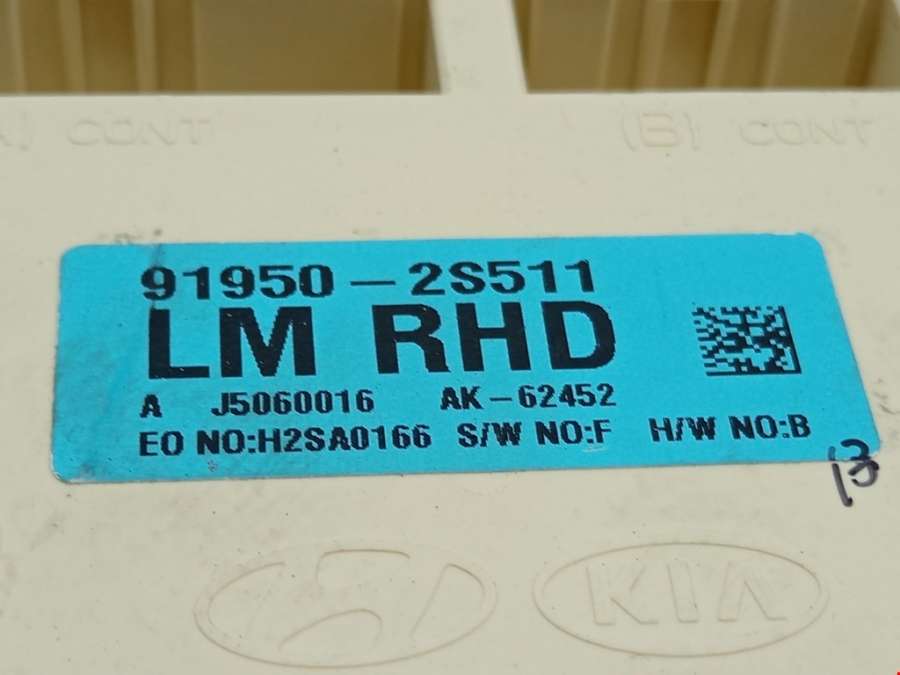 CONT (B) CONT
91950-2S511
LM RHD
A J5060016 AK-62452
EO NO:H2SA0166 S/W NO:F H/W NO:B
13
KIA